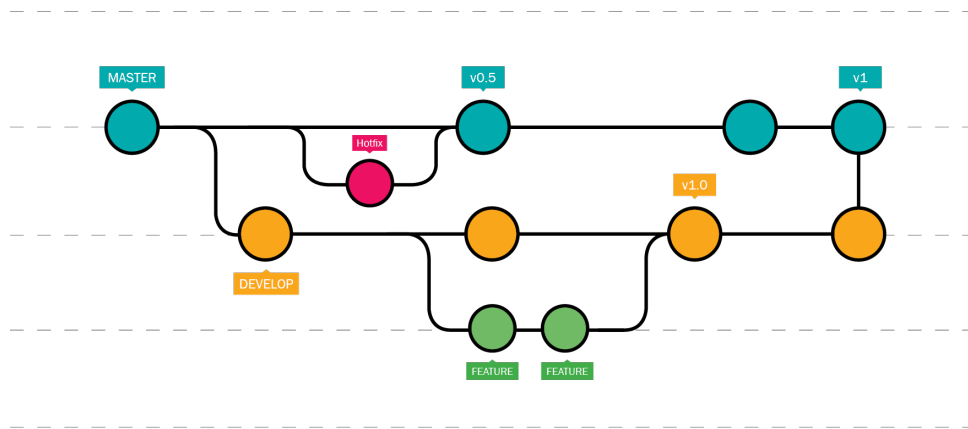 MASTER
v0.5
v1
Hotfix
v1.0
DEVELOP
FEATURE
FEATURE